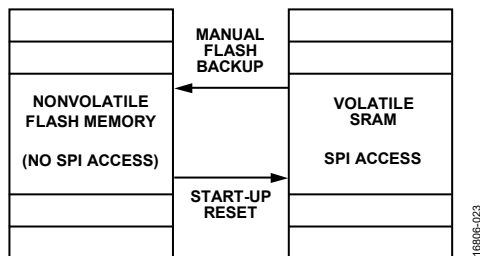 MANUAL
FLASH
BACKUP
NONVOLATILE
FLASH MEMORY
(NO SPI ACCESS)
VOLATILE
SRAM
SPI ACCESS
START-UP
RESET
16806-023